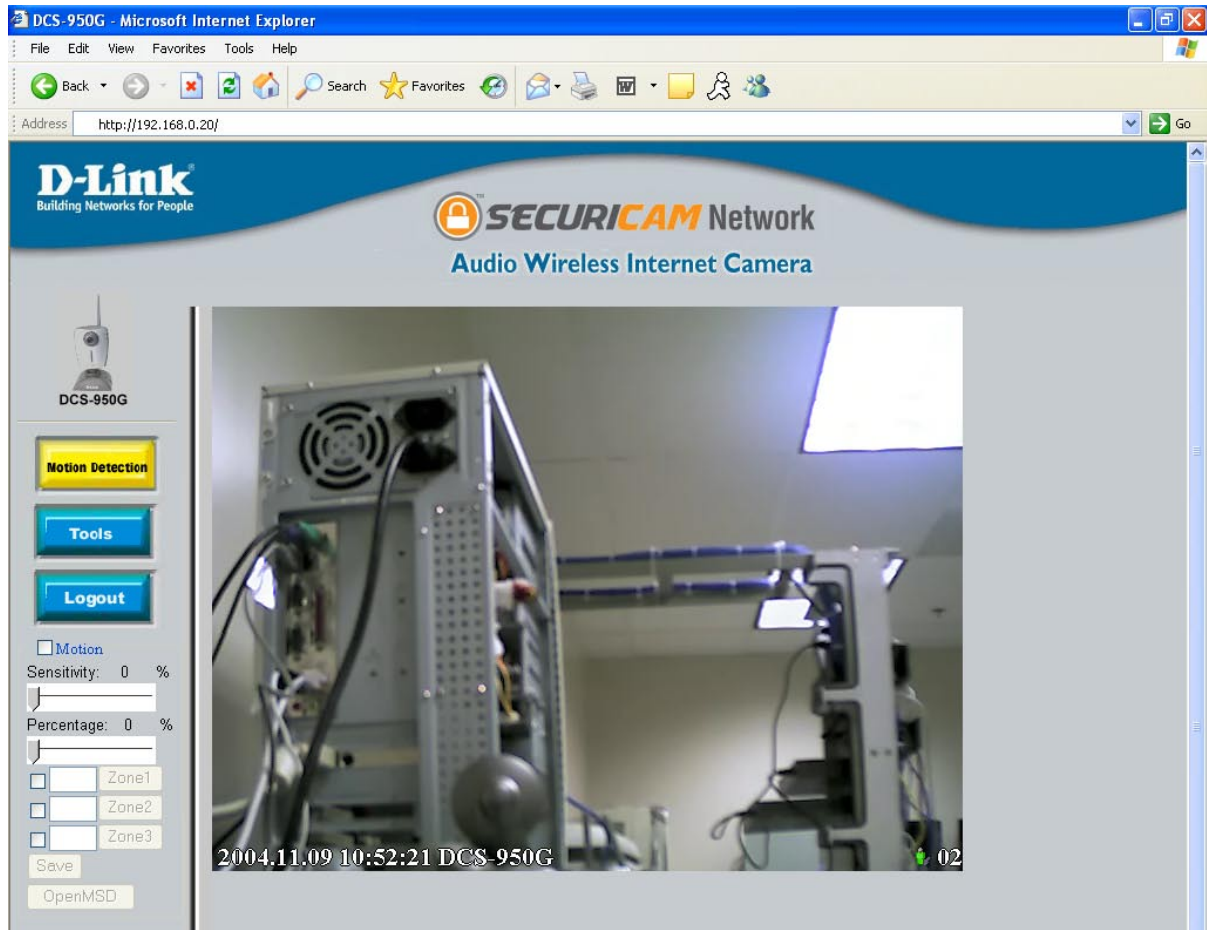 DCS-950G - Microsoft Internet Explorer
File Edit View Favorites Tools Help
Back Search Favorites
Address http://192.168.0.20/ Go
D-Link®
Building Networks for People
SECURICAM™ Network
Audio Wireless Internet Camera
DCS-950G
Motion Detection
Tools
Logout
Motion
Sensitivity: 0 %
Percentage: 0 %
Zone1
Zone2
Zone3
Save
OpenMSD
2004.11.09 10:52:21 DCS-950G
02